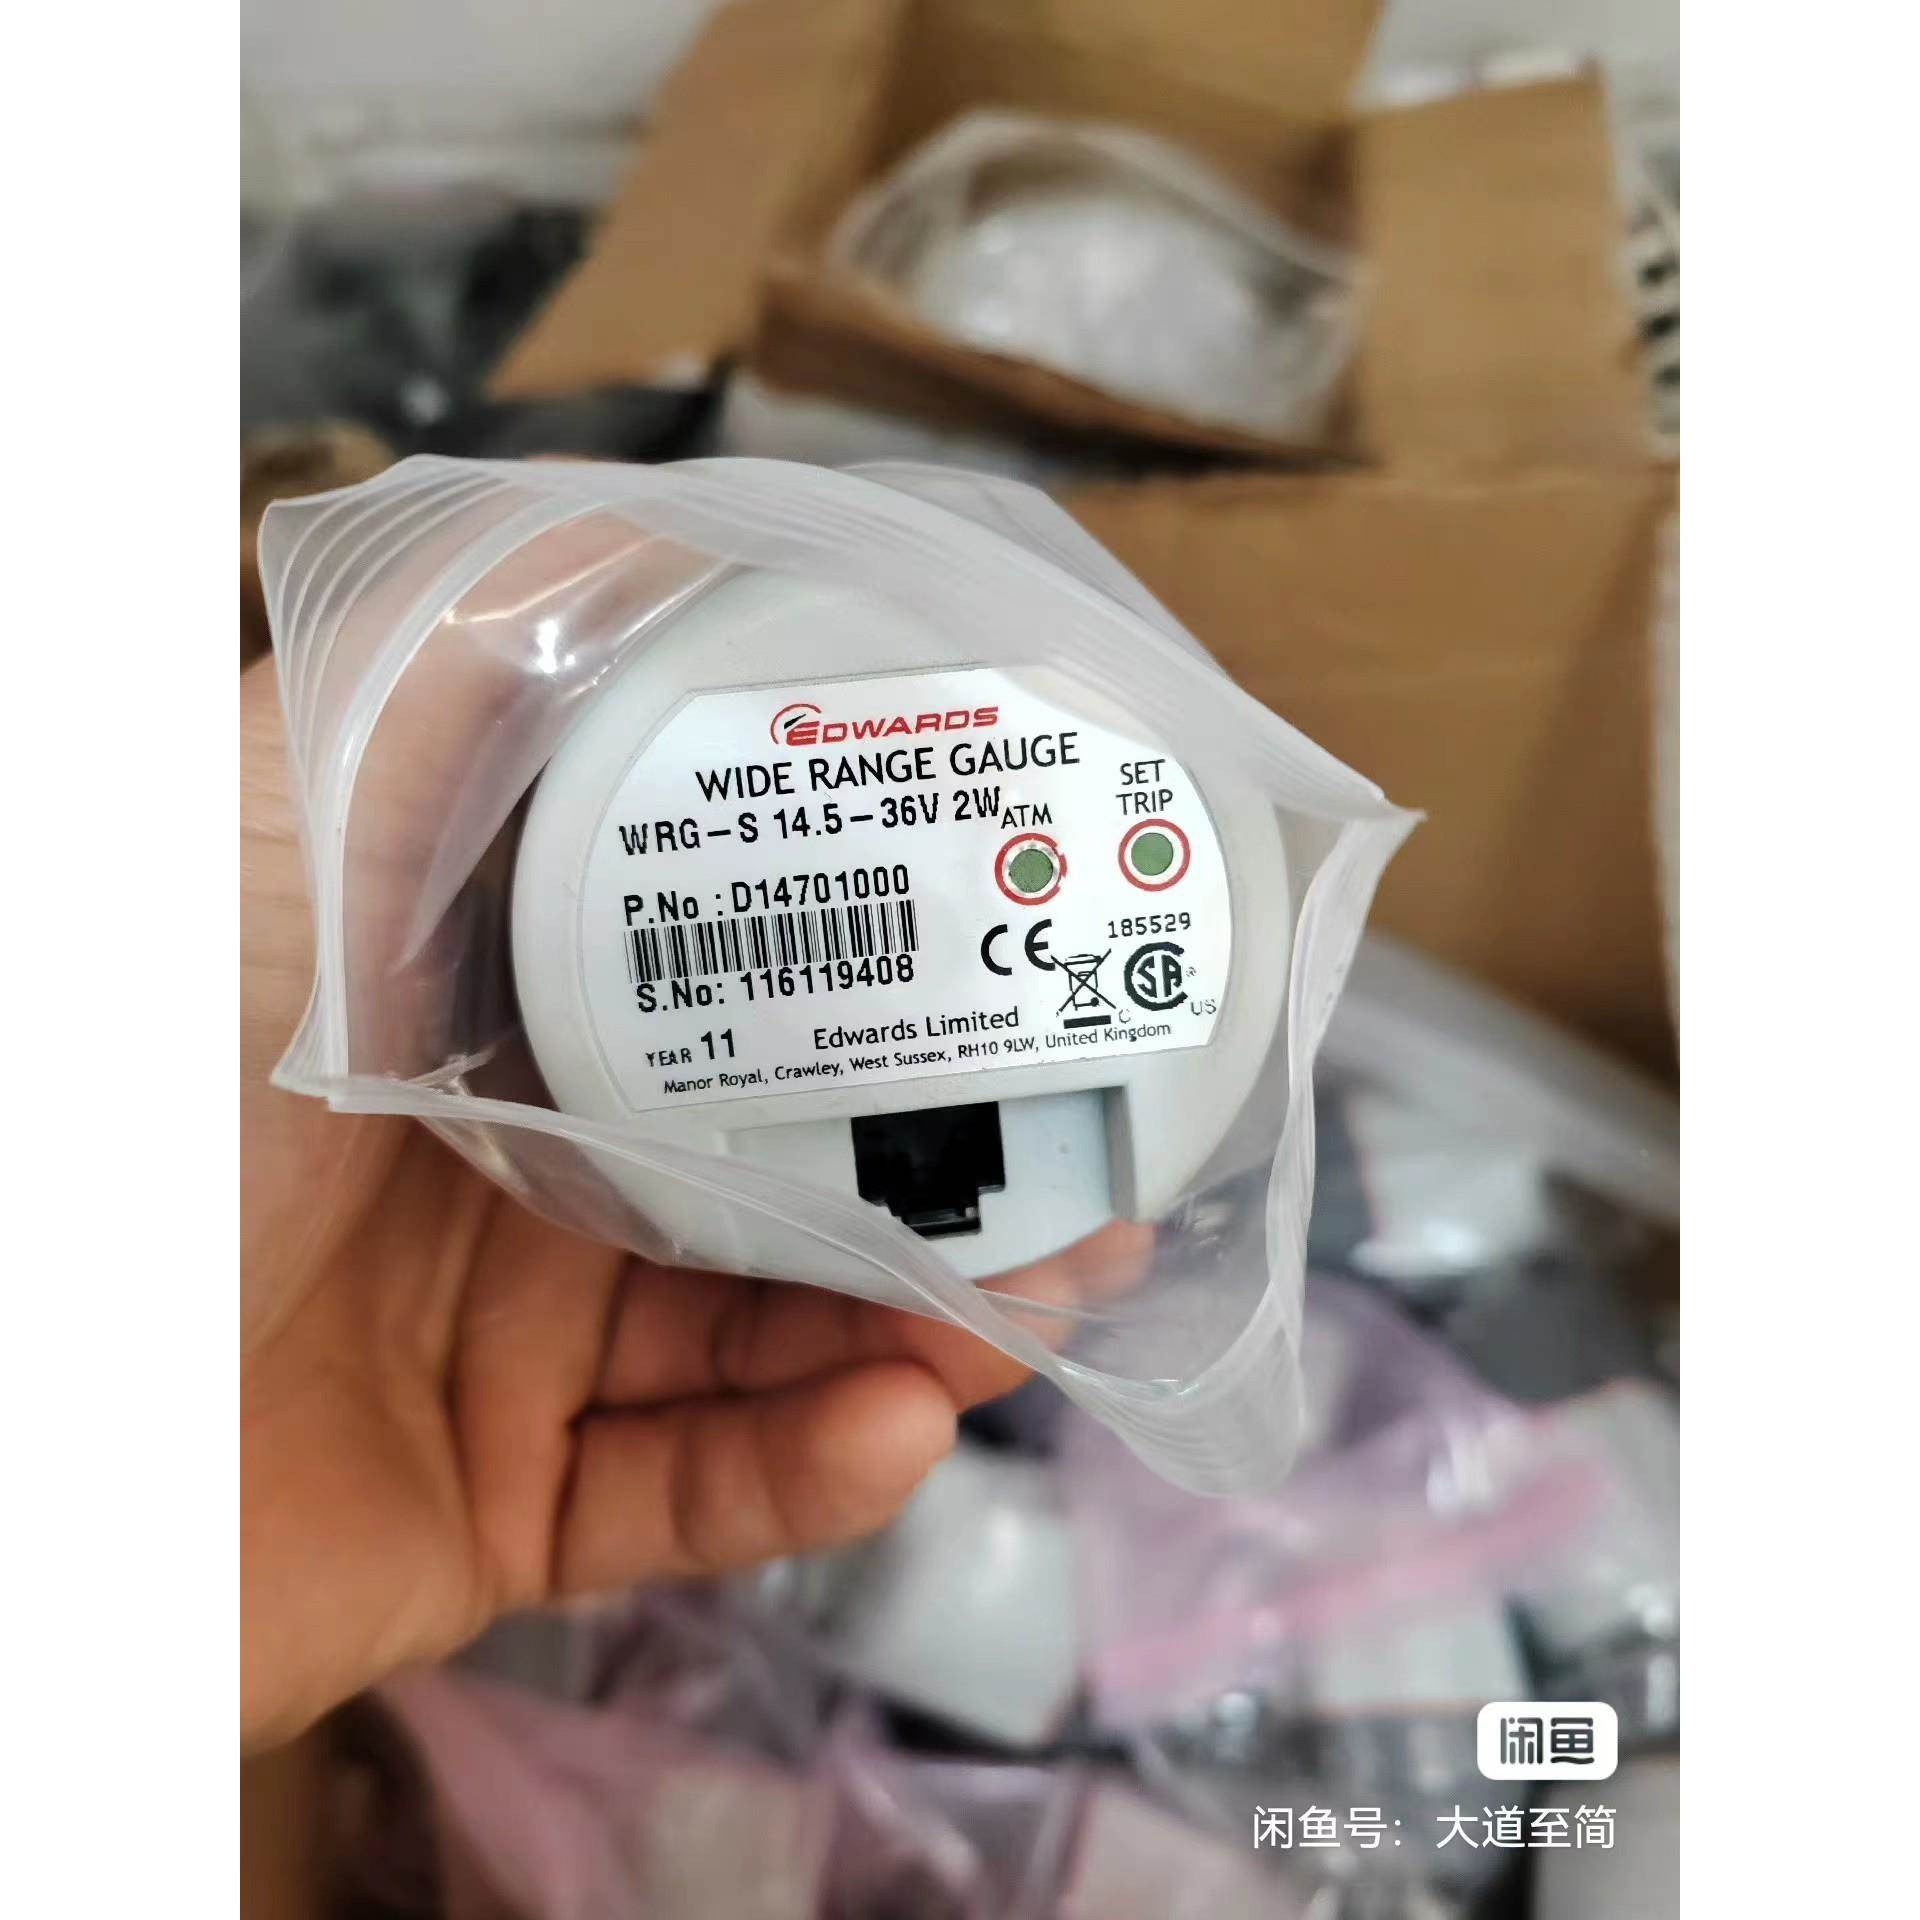 EDWARDS
WIDE RANGE GAUGE
WRG-S 14.5-36V 2W
ATM
SET
TRIP
P.No :D14701000
S.No: 116119408
CE
185529
SA
C
US
YEAR 11
Edwards Limited
Manor Royal, Crawley, West Sussex, RH10 9LW, United Kingdom
闲鱼
闲鱼号：大道至简